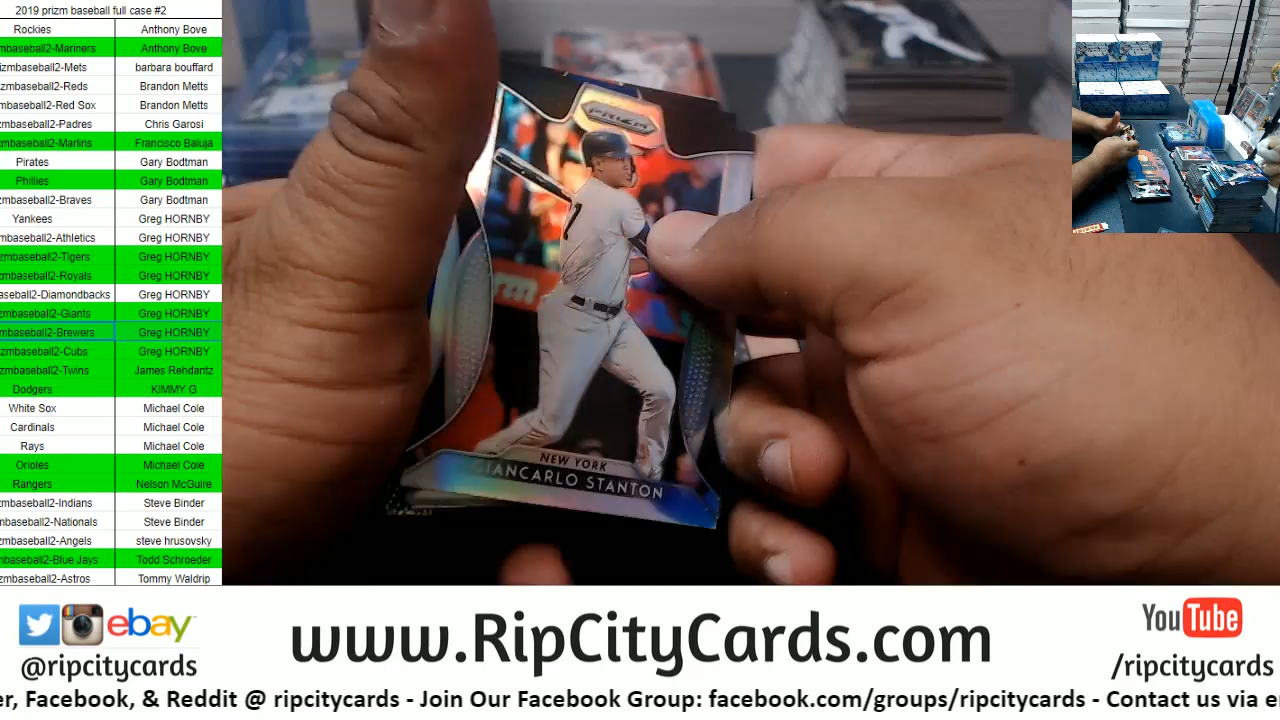 2019 prizm baseball full case #2
Rockies Anthony Bove
mbaseball2-Mariners Anthony Bove
zmbaseball2-Mets barbara bouffard
izmbaseball2-Reds Brandon Metts
zmbaseball2-Red Sox Brandon Metts
zmbaseball2-Padres Chris Garosi
zmbaseball2-Marlins Francisco Baluja
Pirates Gary Bodtman
Phillies Gary Bodtman
mbaseball2-Braves Gary Bodtman
Yankees Greg HORNBY
mbaseball2-Athletics Greg HORNBY
zmbaseball2-Tigers Greg HORNBY
zmbaseball2-Royals Greg HORNBY
aseball2-Diamondbacks Greg HORNBY
zmbaseball2-Giants Greg HORNBY
mbaseball2-Brewers Greg HORNBY
zmbaseball2-Cubs Greg HORNBY
zmbaseball2-Twins James Rehdantz
Dodgers KIMMY G
White Sox Michael Cole
Cardinals Michael Cole
Rays Michael Cole
Orioles Michael Cole
Rangers Nelson McGuire
zmbaseball2-Indians Steve Binder
mbaseball2-Nationals Steve Binder
zmbaseball2-Angels steve hrusovsky
mbaseball2-Blue Jays Todd Schroeder
zmbaseball2-Astros Tommy Waldrip
PRIZM
NEW YORK
GIANCARLO STANTON
ebay
@ripcitycards
www.RipCityCards.com
YouTube
/ripcitycards
er, Facebook, & Reddit @ ripcitycards - Join Our Facebook Group: facebook.com/groups/ripcitycards - Contact us via e